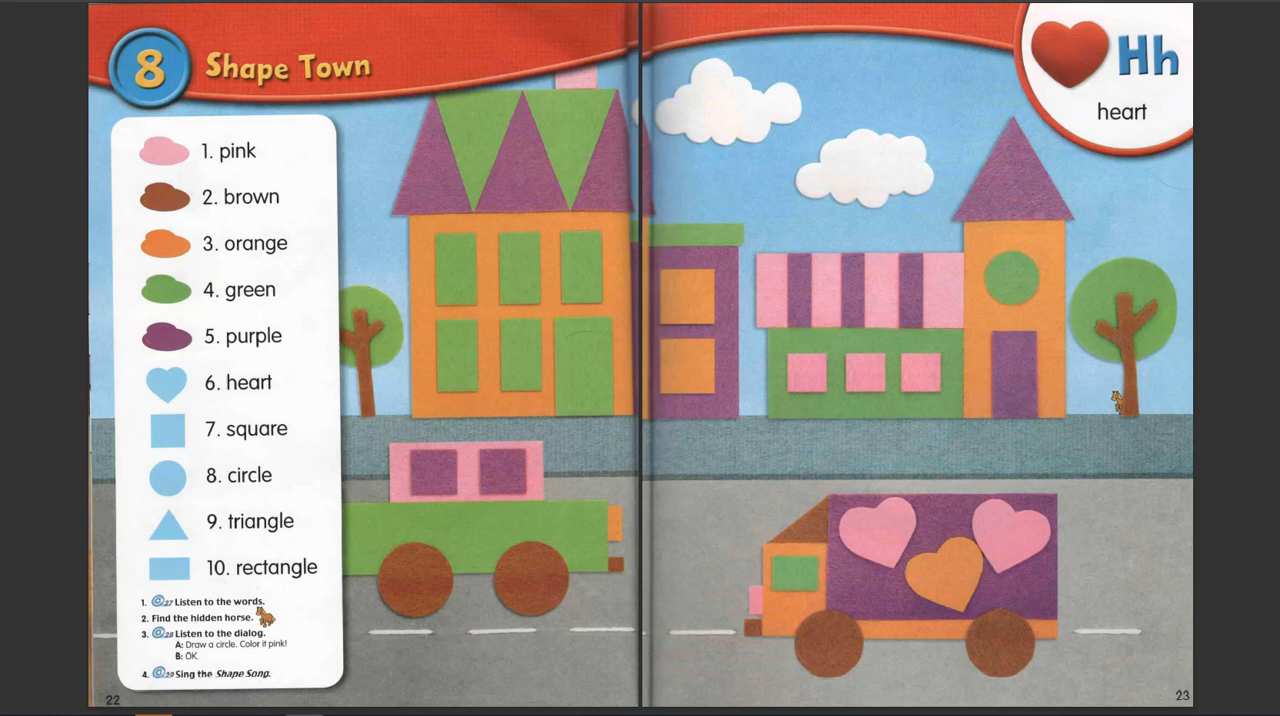 8 Shape Town
Hh
heart
1. pink
2. brown
3. orange
4. green
5. purple
6. heart
7. square
8. circle
9. triangle
10. rectangle
1. 27 Listen to the words.
2. Find the hidden horse.
3. 28 Listen to the dialog.
A: Draw a circle. Color it pink!
B: OK.
4. 29 Sing the Shape Song.
22
23